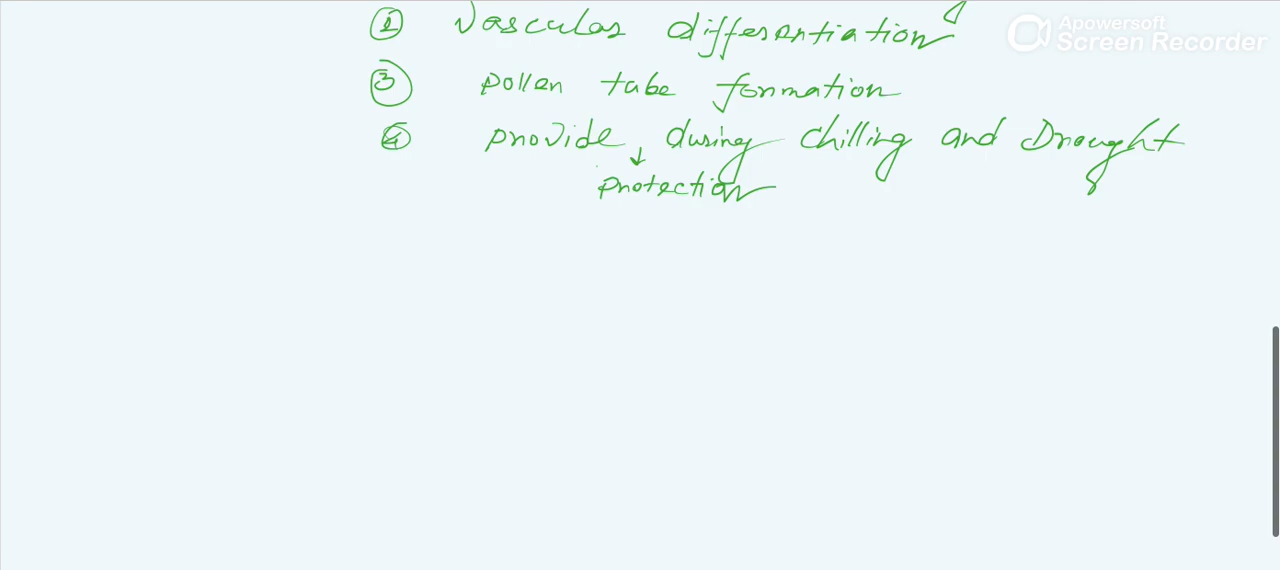 ② Vascular differentiation
Apowersoft
Screen Recorder
③ pollen tube formation
④ provide ↓ during chilling and Drought
protection